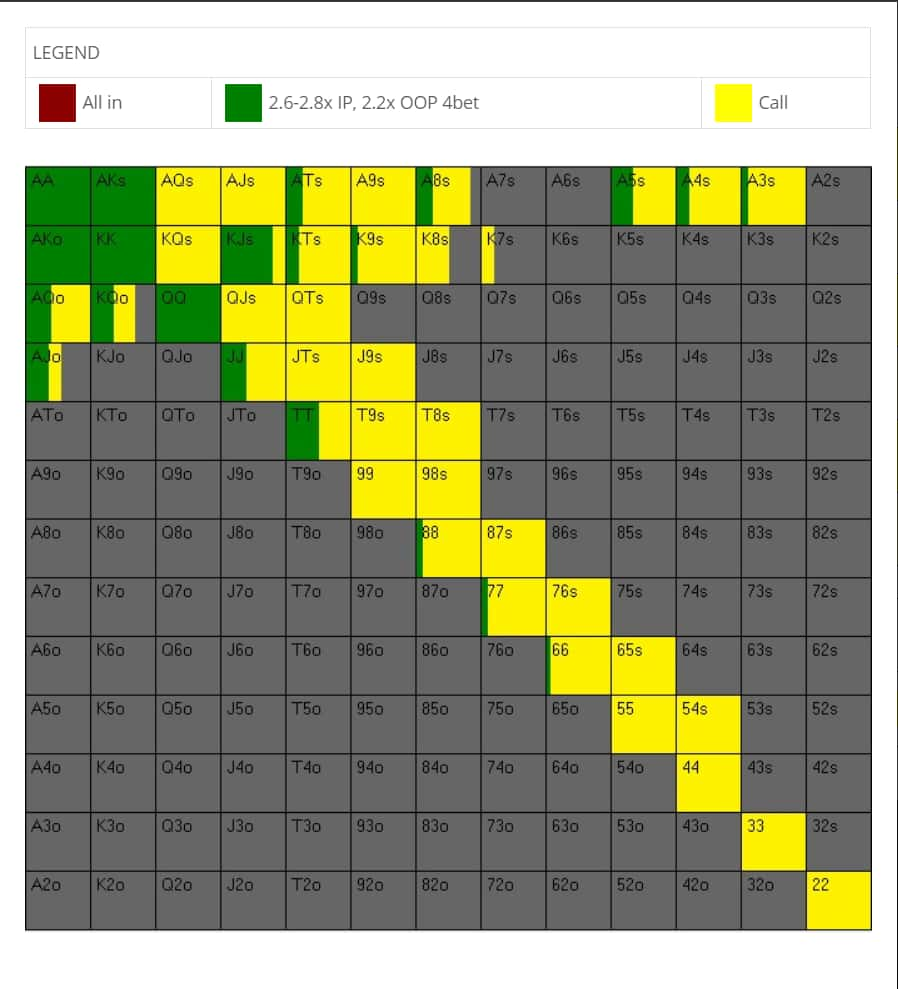 LEGEND
All in 2.6-2.8x IP, 2.2x OOP 4bet Call
AA AKs AQs AJs ATs A9s A8s A7s A6s A5s A4s A3s A2s
AKo KK KQs KJs KTs K9s K8s K7s K6s K5s K4s K3s K2s
AQo KQo QQ QJs QTs Q9s Q8s Q7s Q6s Q5s Q4s Q3s Q2s
AJo KJo QJo JJ JTs J9s J8s J7s J6s J5s J4s J3s J2s
ATo KTo QTo JTo TT T9s T8s T7s T6s T5s T4s T3s T2s
A9o K9o Q9o J9o T9o 99 98s 97s 96s 95s 94s 93s 92s
A8o K8o Q8o J8o T8o 98o 88 87s 86s 85s 84s 83s 82s
A7o K7o Q7o J7o T7o 97o 87o 77 76s 75s 74s 73s 72s
A6o K6o Q6o J6o T6o 96o 86o 76o 66 65s 64s 63s 62s
A5o K5o Q5o J5o T5o 95o 85o 75o 65o 55 54s 53s 52s
A4o K4o Q4o J4o T4o 94o 84o 74o 64o 54o 44 43s 42s
A3o K3o Q3o J3o T3o 93o 83o 73o 63o 53o 43o 33 32s
A2o K2o Q2o J2o T2o 92o 82o 72o 62o 52o 42o 32o 22